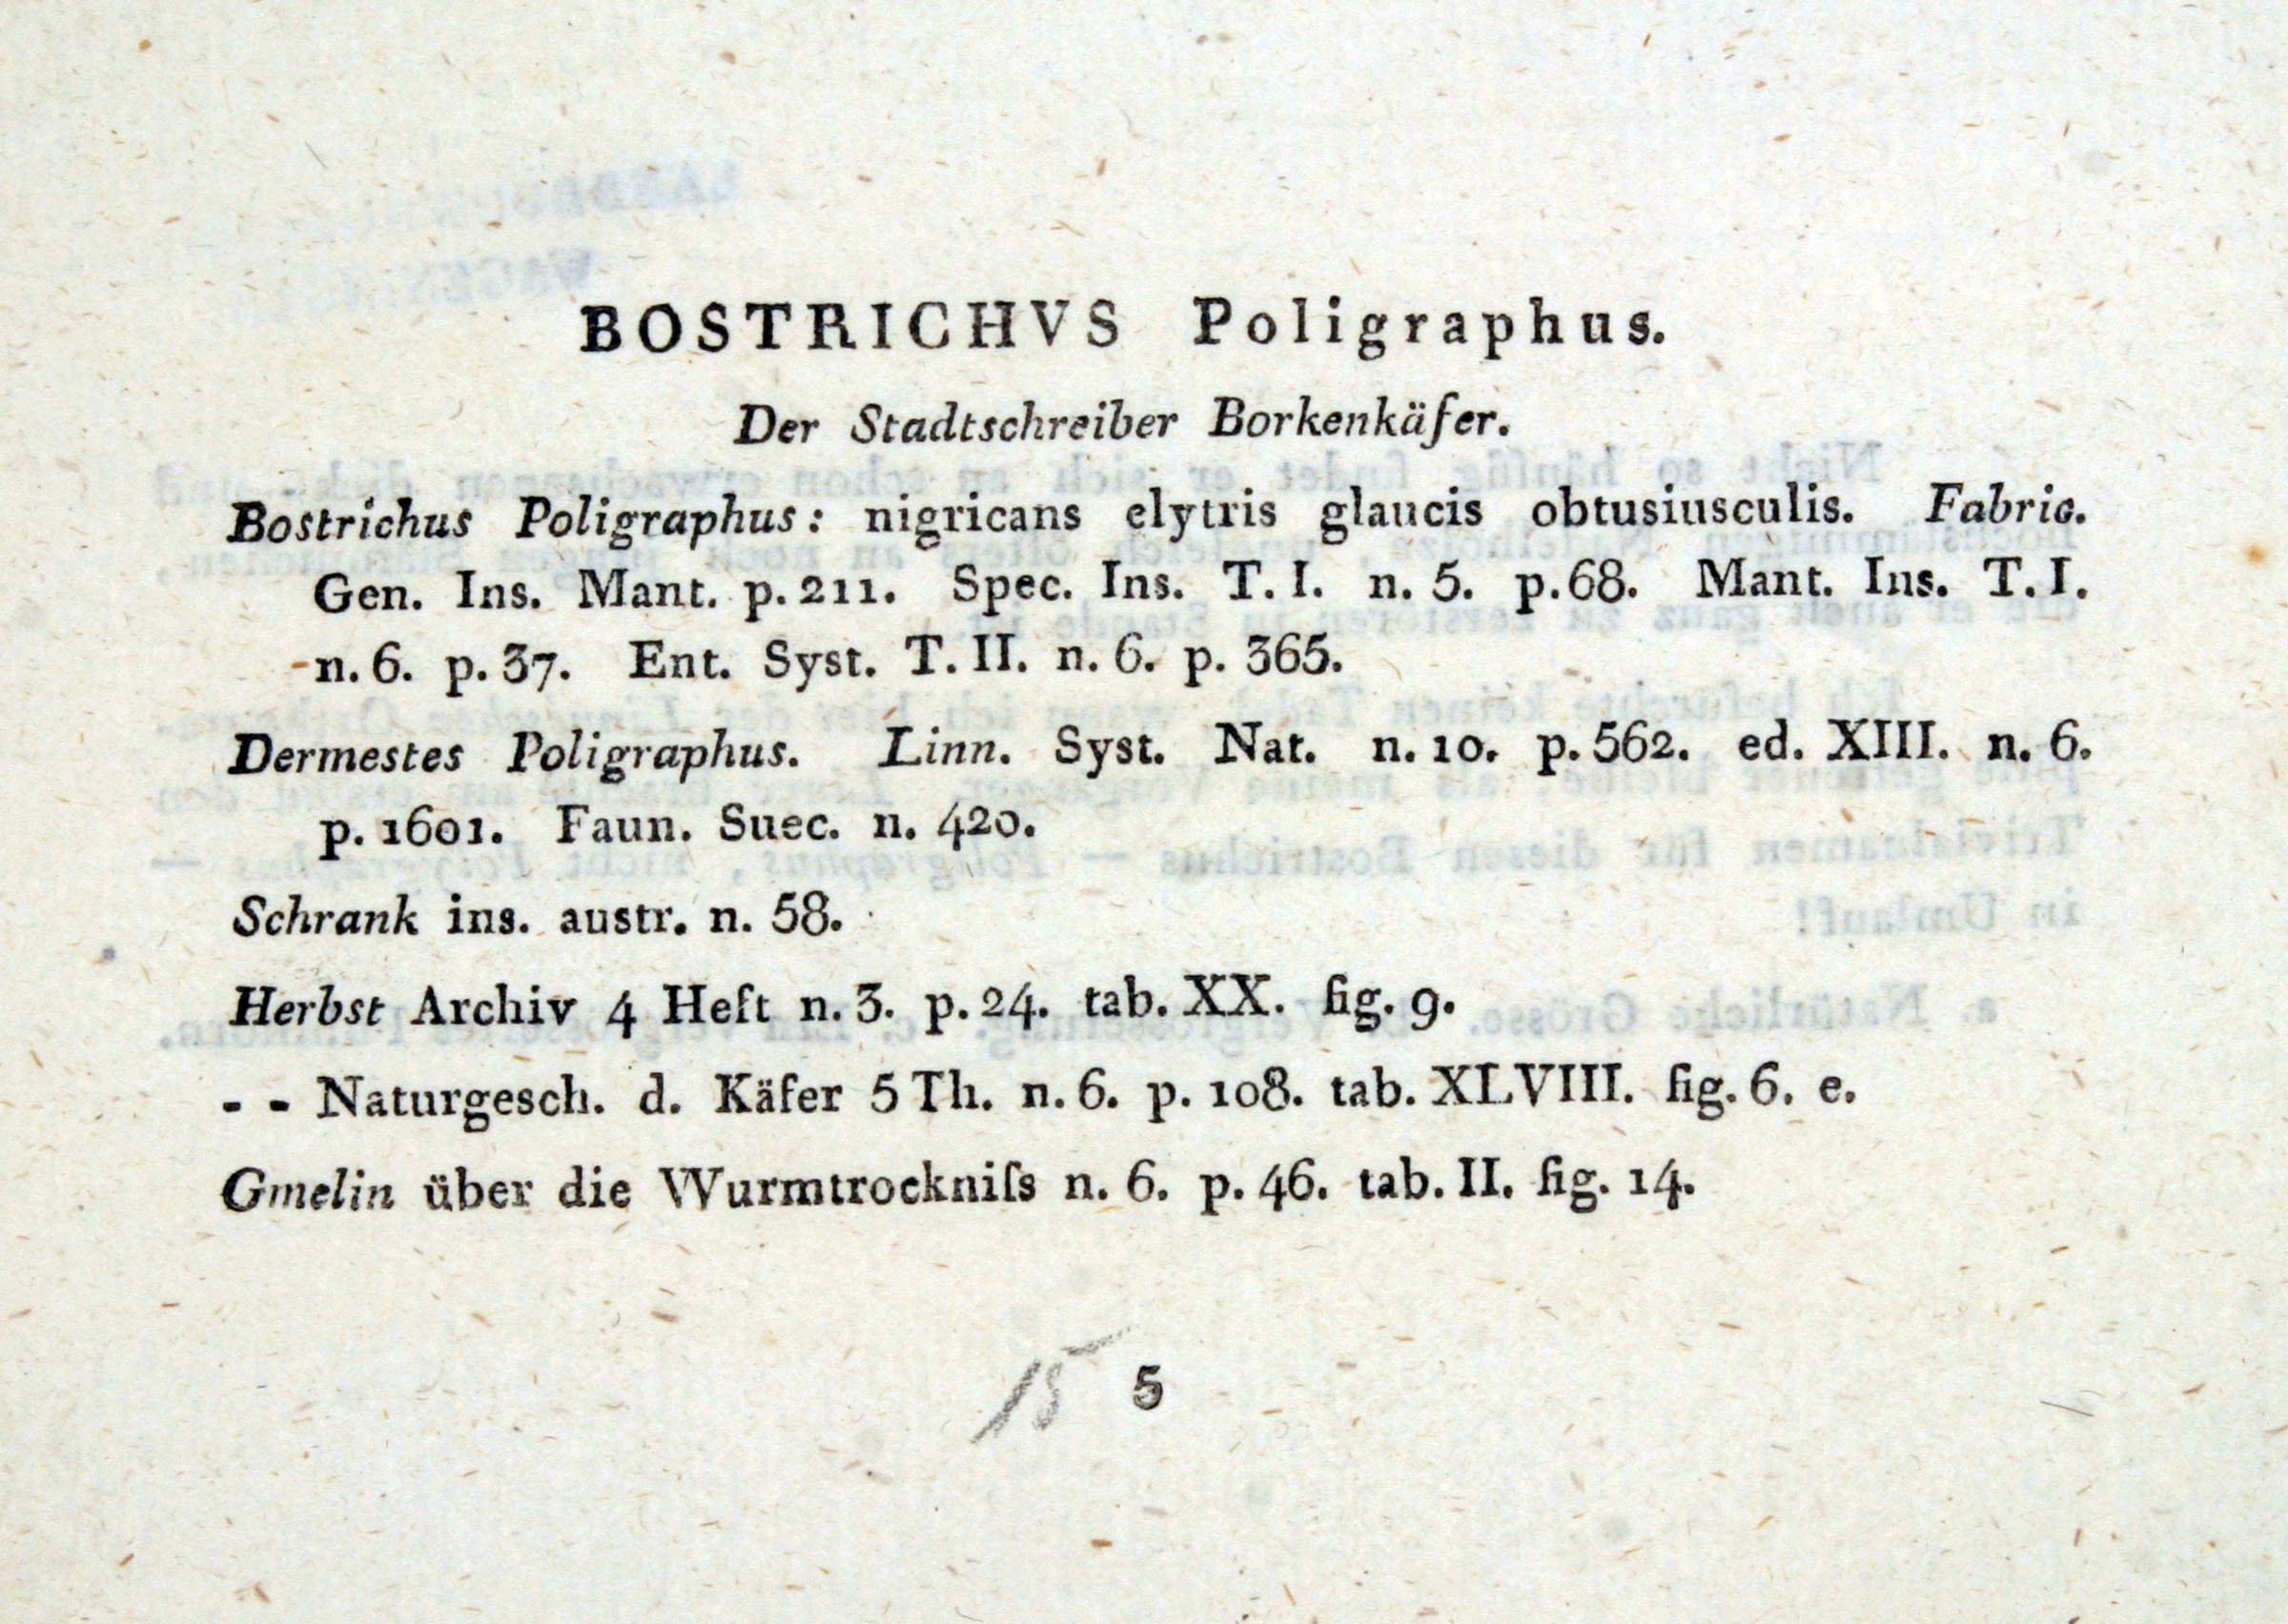 BOSTRICHVS Poligraphus.
Der Stadtschreiber Borkenkäfer.
Bostrichus Poligraphus: nigricans elytris glaucis obtusiusculis. Fabric.
Gen. Ins. Mant. p. 211. Spec. Ins. T. I. n. 5. p. 68. Mant. Ins. T. I.
n. 6. p. 37. Ent. Syst. T. II. n. 6. p. 365.
Dermestes Poligraphus. Linn. Syst. Nat. n. 10. p. 562. ed. XIII. n. 6.
p. 1601. Faun. Suec. n. 420.
Schrank ins. austr. n. 58.
Herbst Archiv 4 Heft n. 3. p. 24. tab. XX. fig. 9.
- - Naturgesch. d. Käfer 5 Th. n. 6. p. 108. tab. XLVIII. fig. 6. e.
Gmelin über die Wurmtrockniſs n. 6. p. 46. tab. II. fig. 14.
15 5